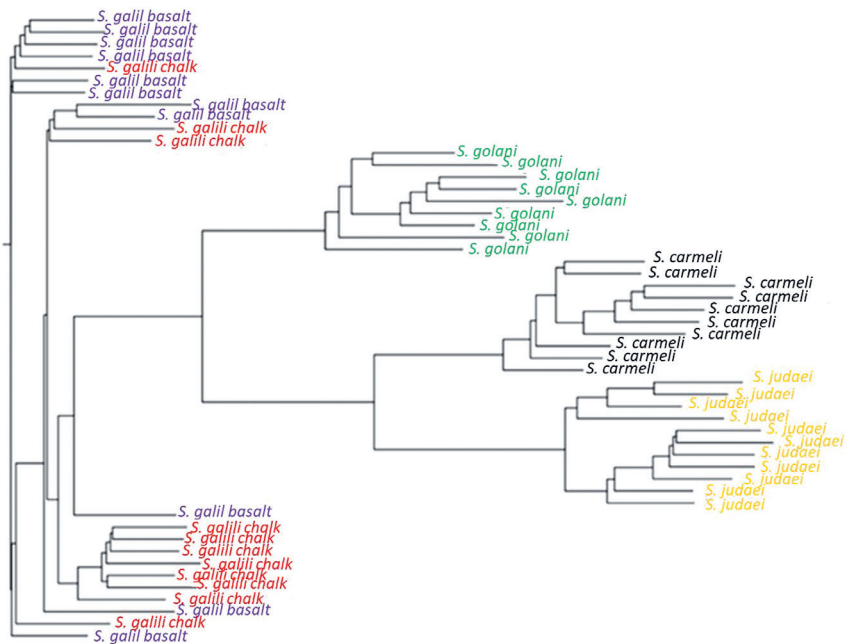 S. galil basalt
S. galil basalt
S. galil basalt
S. galil basalt
S. galili chalk
S. galil basalt
S. galil basalt
S. galil basalt
S. galil basalt
S. galili chalk
S. galili chalk
S. golani
S. golani
S. golani
S. golani
S. golani
S. golani
S. golani
S. golani
S. golani
S. carmeli
S. carmeli
S. carmeli
S. carmeli
S. carmeli
S. carmeli
S. carmeli
S. carmeli
S. carmeli
S. carmeli
S. judaei
S. judaei
S. judaei
S. judaei
S. judaei
S. judaei
S. judaei
S. judaei
S. judaei
S. judaei
S. judaei
S. galil basalt
S. galili chalk
S. galili chalk
S. galili chalk
S. galili chalk
S. galili chalk
S. galili chalk
S. galili chalk
S. galil basalt
S. galili chalk
S. galil basalt